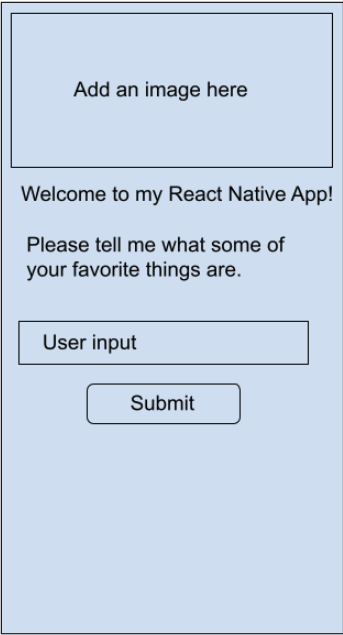 Add an image here
Welcome to my React Native App!
Please tell me what some of
your favorite things are.
User input
Submit